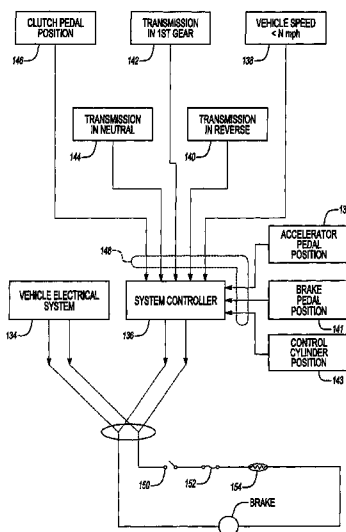 CLUTCH PEDAL
POSITION
146
TRANSMISSION
IN 1ST GEAR
142
VEHICLE SPEED
< N mph
138
TRANSMISSION
IN NEUTRAL
144
TRANSMISSION
IN REVERSE
140
13
ACCELERATOR
PEDAL
POSITION
148
VEHICLE ELECTRICAL
SYSTEM
134
SYSTEM CONTROLLER
136
BRAKE
PEDAL
POSITION
141
CONTROL
CYLINDER
POSITION
143
150
152
154
BRAKE